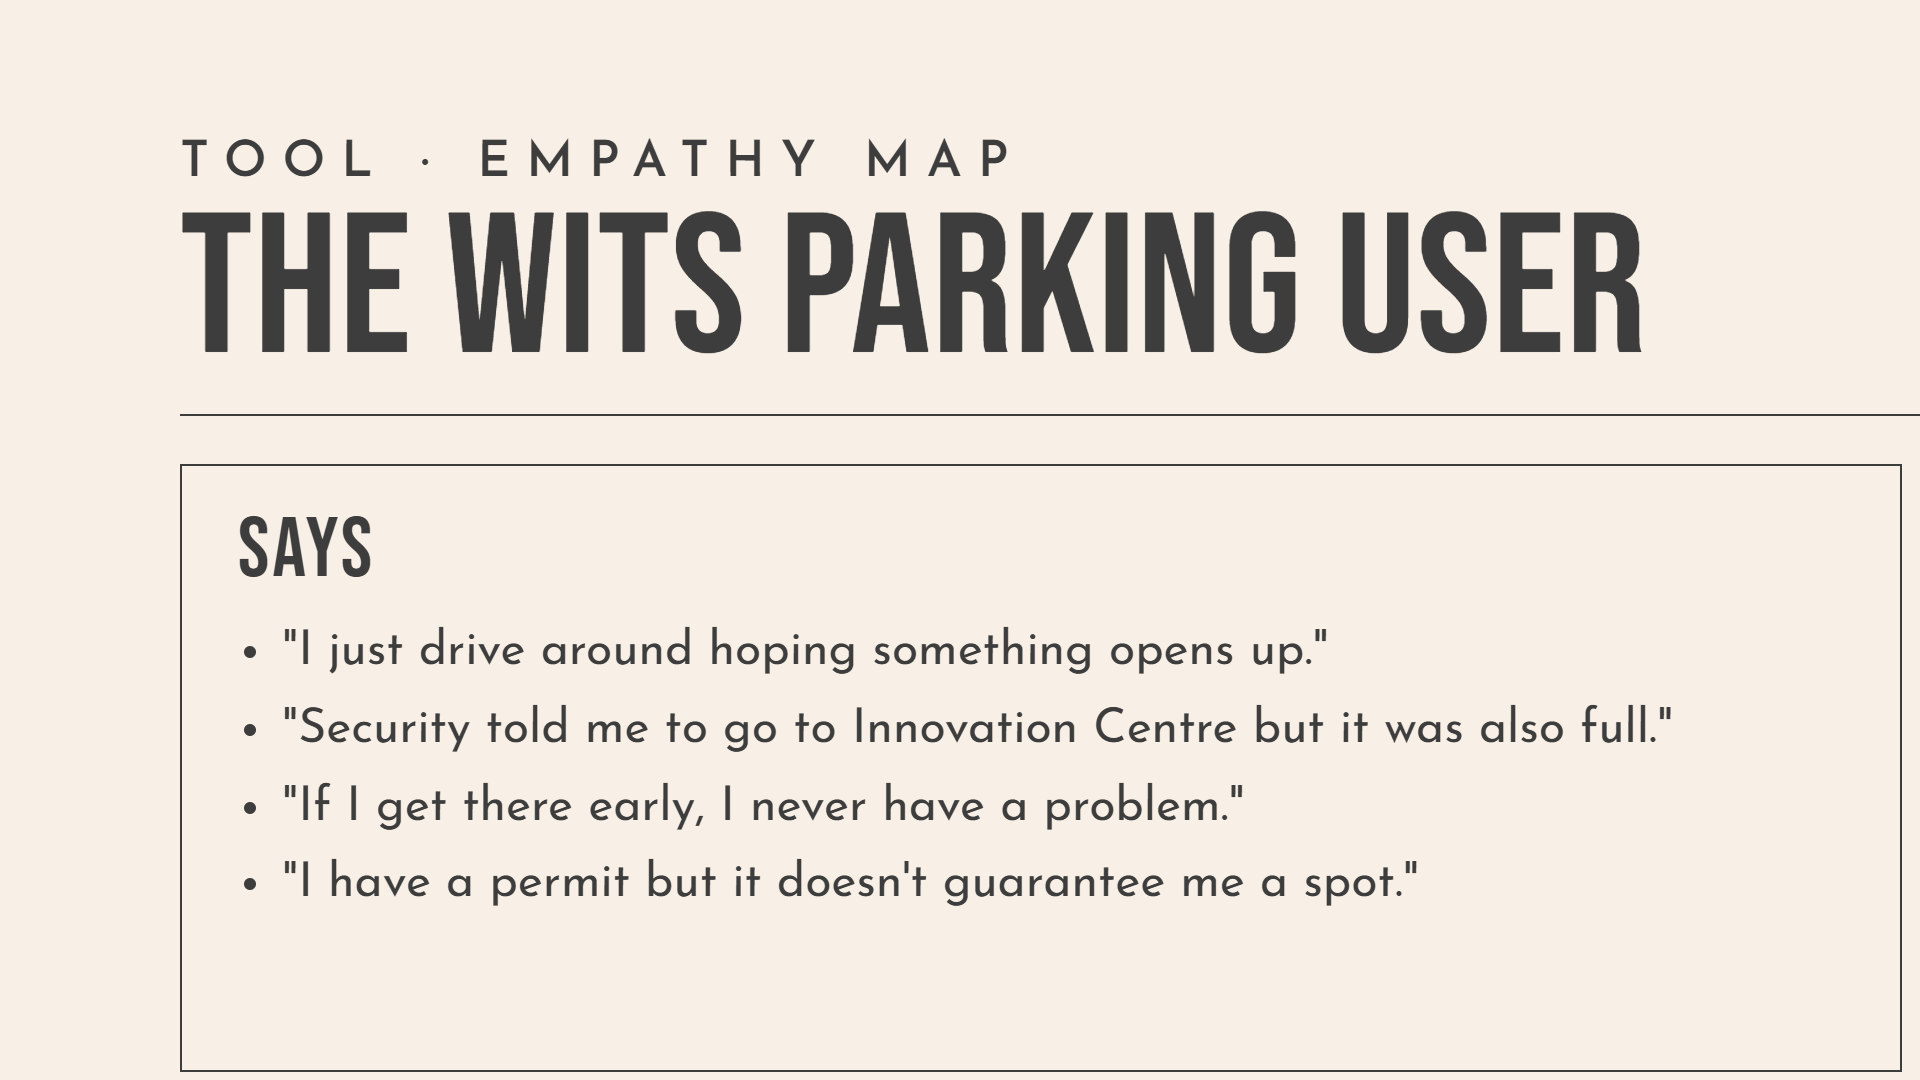 TOOL · EMPATHY MAP
THE WITS PARKING USER
SAYS
• "I just drive around hoping something opens up."
• "Security told me to go to Innovation Centre but it was also full."
• "If I get there early, I never have a problem."
• "I have a permit but it doesn't guarantee me a spot."